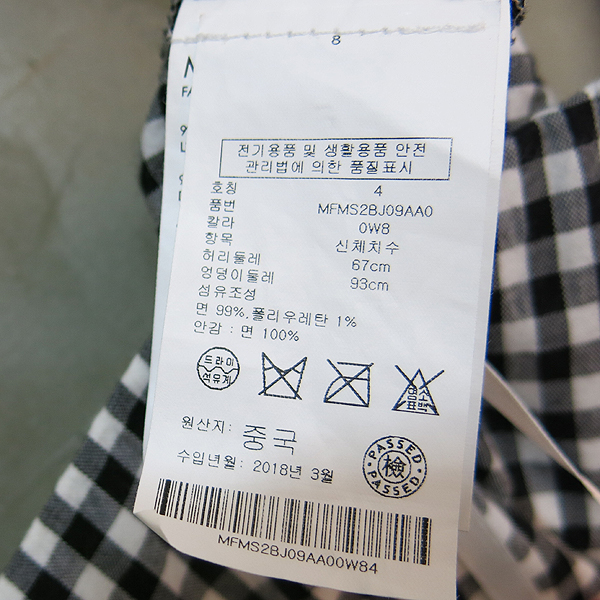 8
전기용품 및 생활용품 안전
관리법에 의한 품질표시
호칭 4
품번 MFMS2BJ09AA0
칼라 0W8
항목 신체치수
허리둘레 67cm
엉덩이둘레 93cm
섬유조성
면 99%,폴리우레탄 1%
안감 : 면 100%
드라이
석유계
염소
표백
원산지: 중국
수입년월: 2018년 3월
PASSED
檢
PASSED
MFMS2BJ09AA00W84